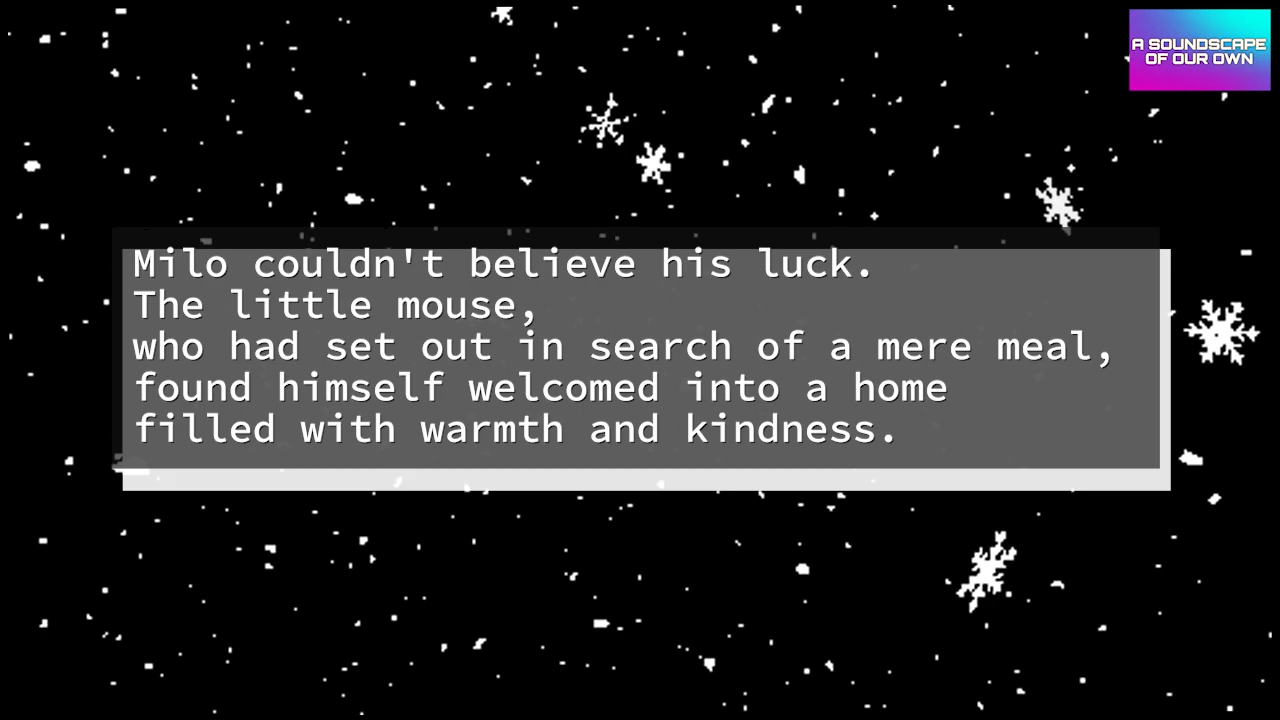 A SOUNDSCAPE
OF OUR OWN
Milo couldn't believe his luck.
The little mouse,
who had set out in search of a mere meal,
found himself welcomed into a home
filled with warmth and kindness.